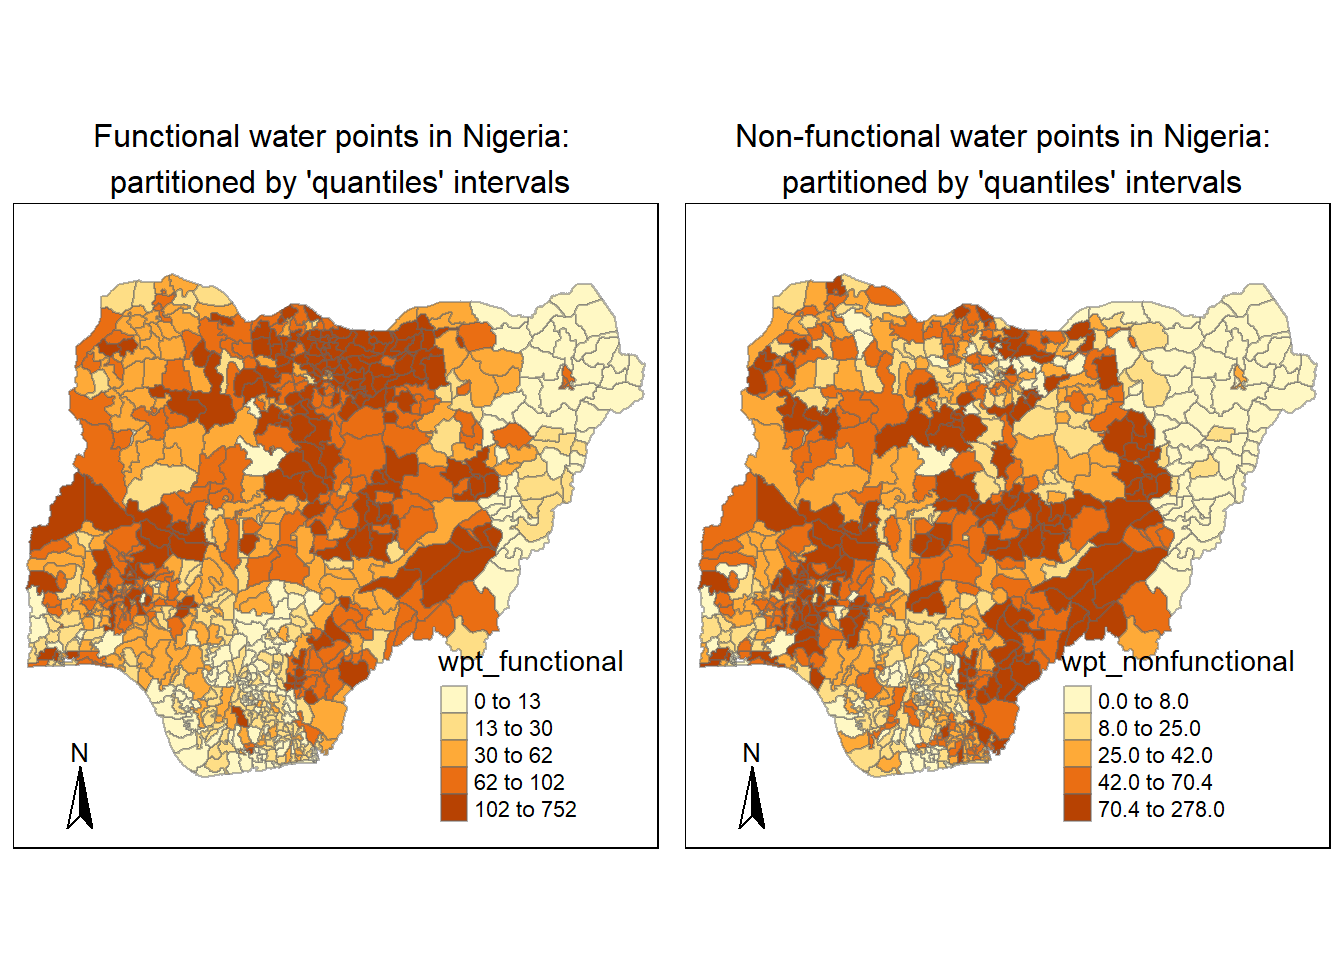 Functional water points in Nigeria:
partitioned by 'quantiles' intervals
wpt_functional
0 to 13
13 to 30
30 to 62
62 to 102
102 to 752
N
Non-functional water points in Nigeria:
partitioned by 'quantiles' intervals
wpt_nonfunctional
0.0 to 8.0
8.0 to 25.0
25.0 to 42.0
42.0 to 70.4
70.4 to 278.0
N